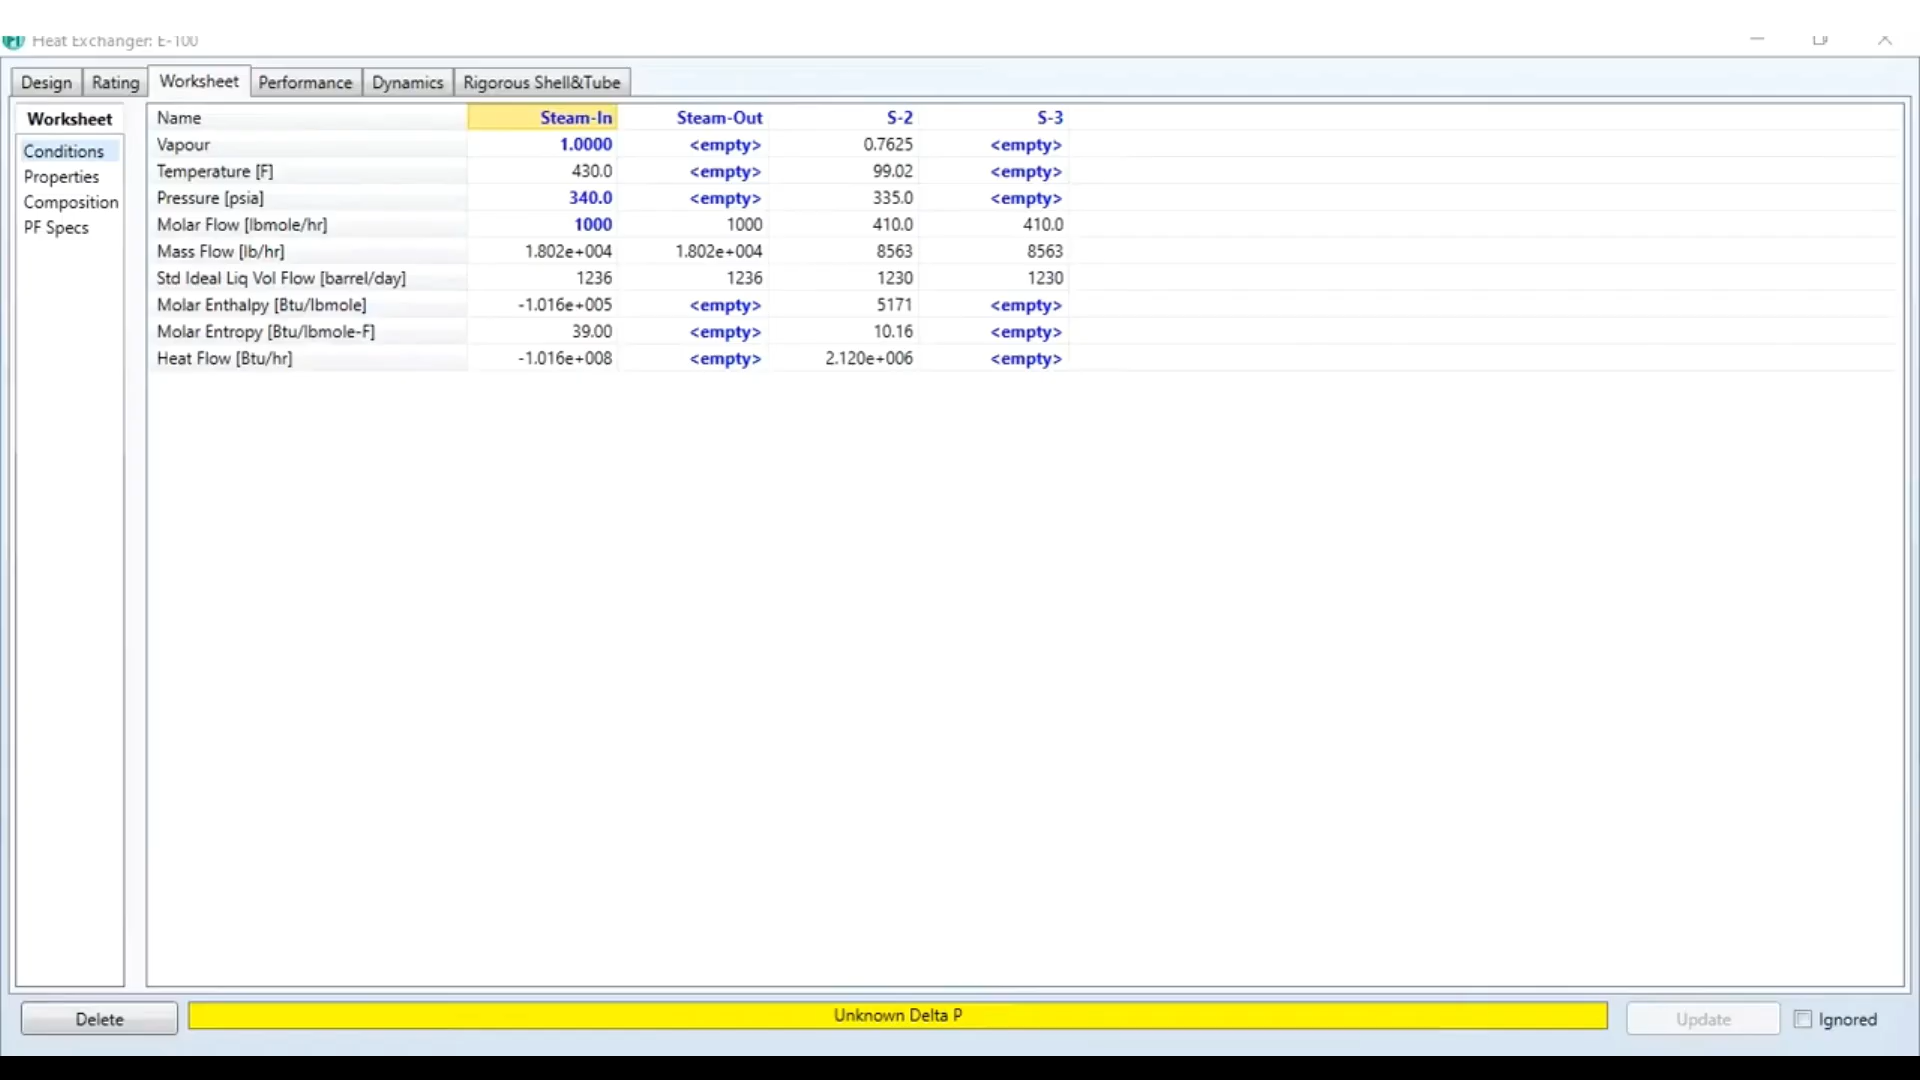 Heat Exchanger: E-100
Design Rating Worksheet Performance Dynamics Rigorous Shell&Tube
Worksheet
Conditions
Properties
Composition
PF Specs
Name Steam-In Steam-Out S-2 S-3
Vapour 1.0000 <empty> 0.7625 <empty>
Temperature [F] 430.0 <empty> 99.02 <empty>
Pressure [psia] 340.0 <empty> 335.0 <empty>
Molar Flow [lbmole/hr] 1000 1000 410.0 410.0
Mass Flow [lb/hr] 1.802e+004 1.802e+004 8563 8563
Std Ideal Liq Vol Flow [barrel/day] 1236 1236 1230 1230
Molar Enthalpy [Btu/lbmole] -1.016e+005 <empty> 5171 <empty>
Molar Entropy [Btu/lbmole-F] 39.00 <empty> 10.16 <empty>
Heat Flow [Btu/hr] -1.016e+008 <empty> 2.120e+006 <empty>
Delete Unknown Delta P Update Ignored